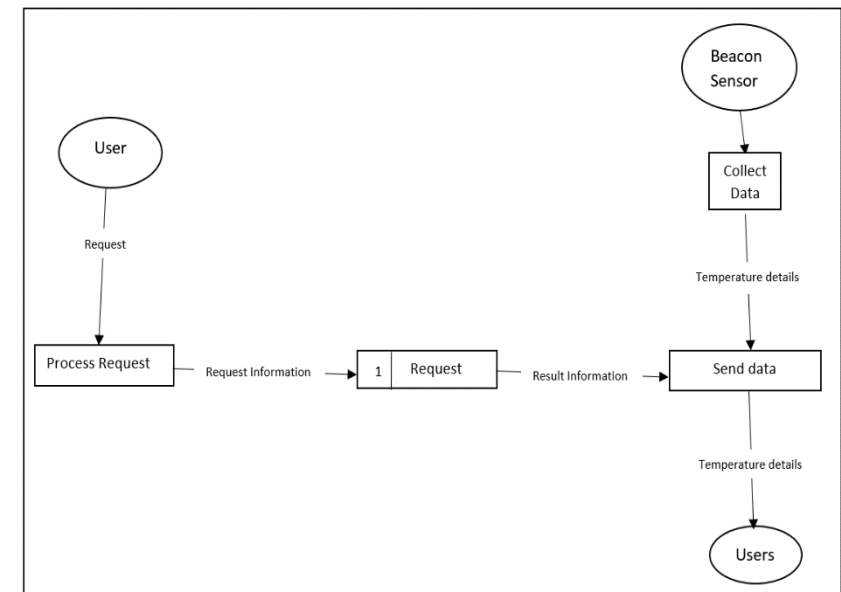 Beacon
Sensor
User
Collect
Data
Request
Temperature details
Process Request
Request Information
1
Request
Result Information
Send data
Temperature details
Users